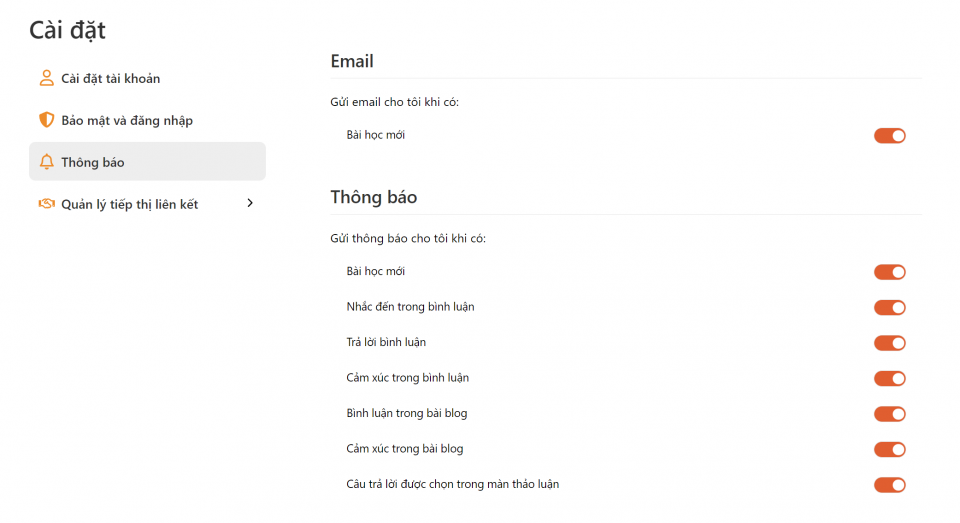 Cài đặt
Cài đặt tài khoản
Bảo mật và đăng nhập
Thông báo
Quản lý tiếp thị liên kết
Email
Gửi email cho tôi khi có:
Bài học mới
Thông báo
Gửi thông báo cho tôi khi có:
Bài học mới
Nhắc đến trong bình luận
Trả lời bình luận
Cảm xúc trong bình luận
Bình luận trong bài blog
Cảm xúc trong bài blog
Câu trả lời được chọn trong màn thảo luận